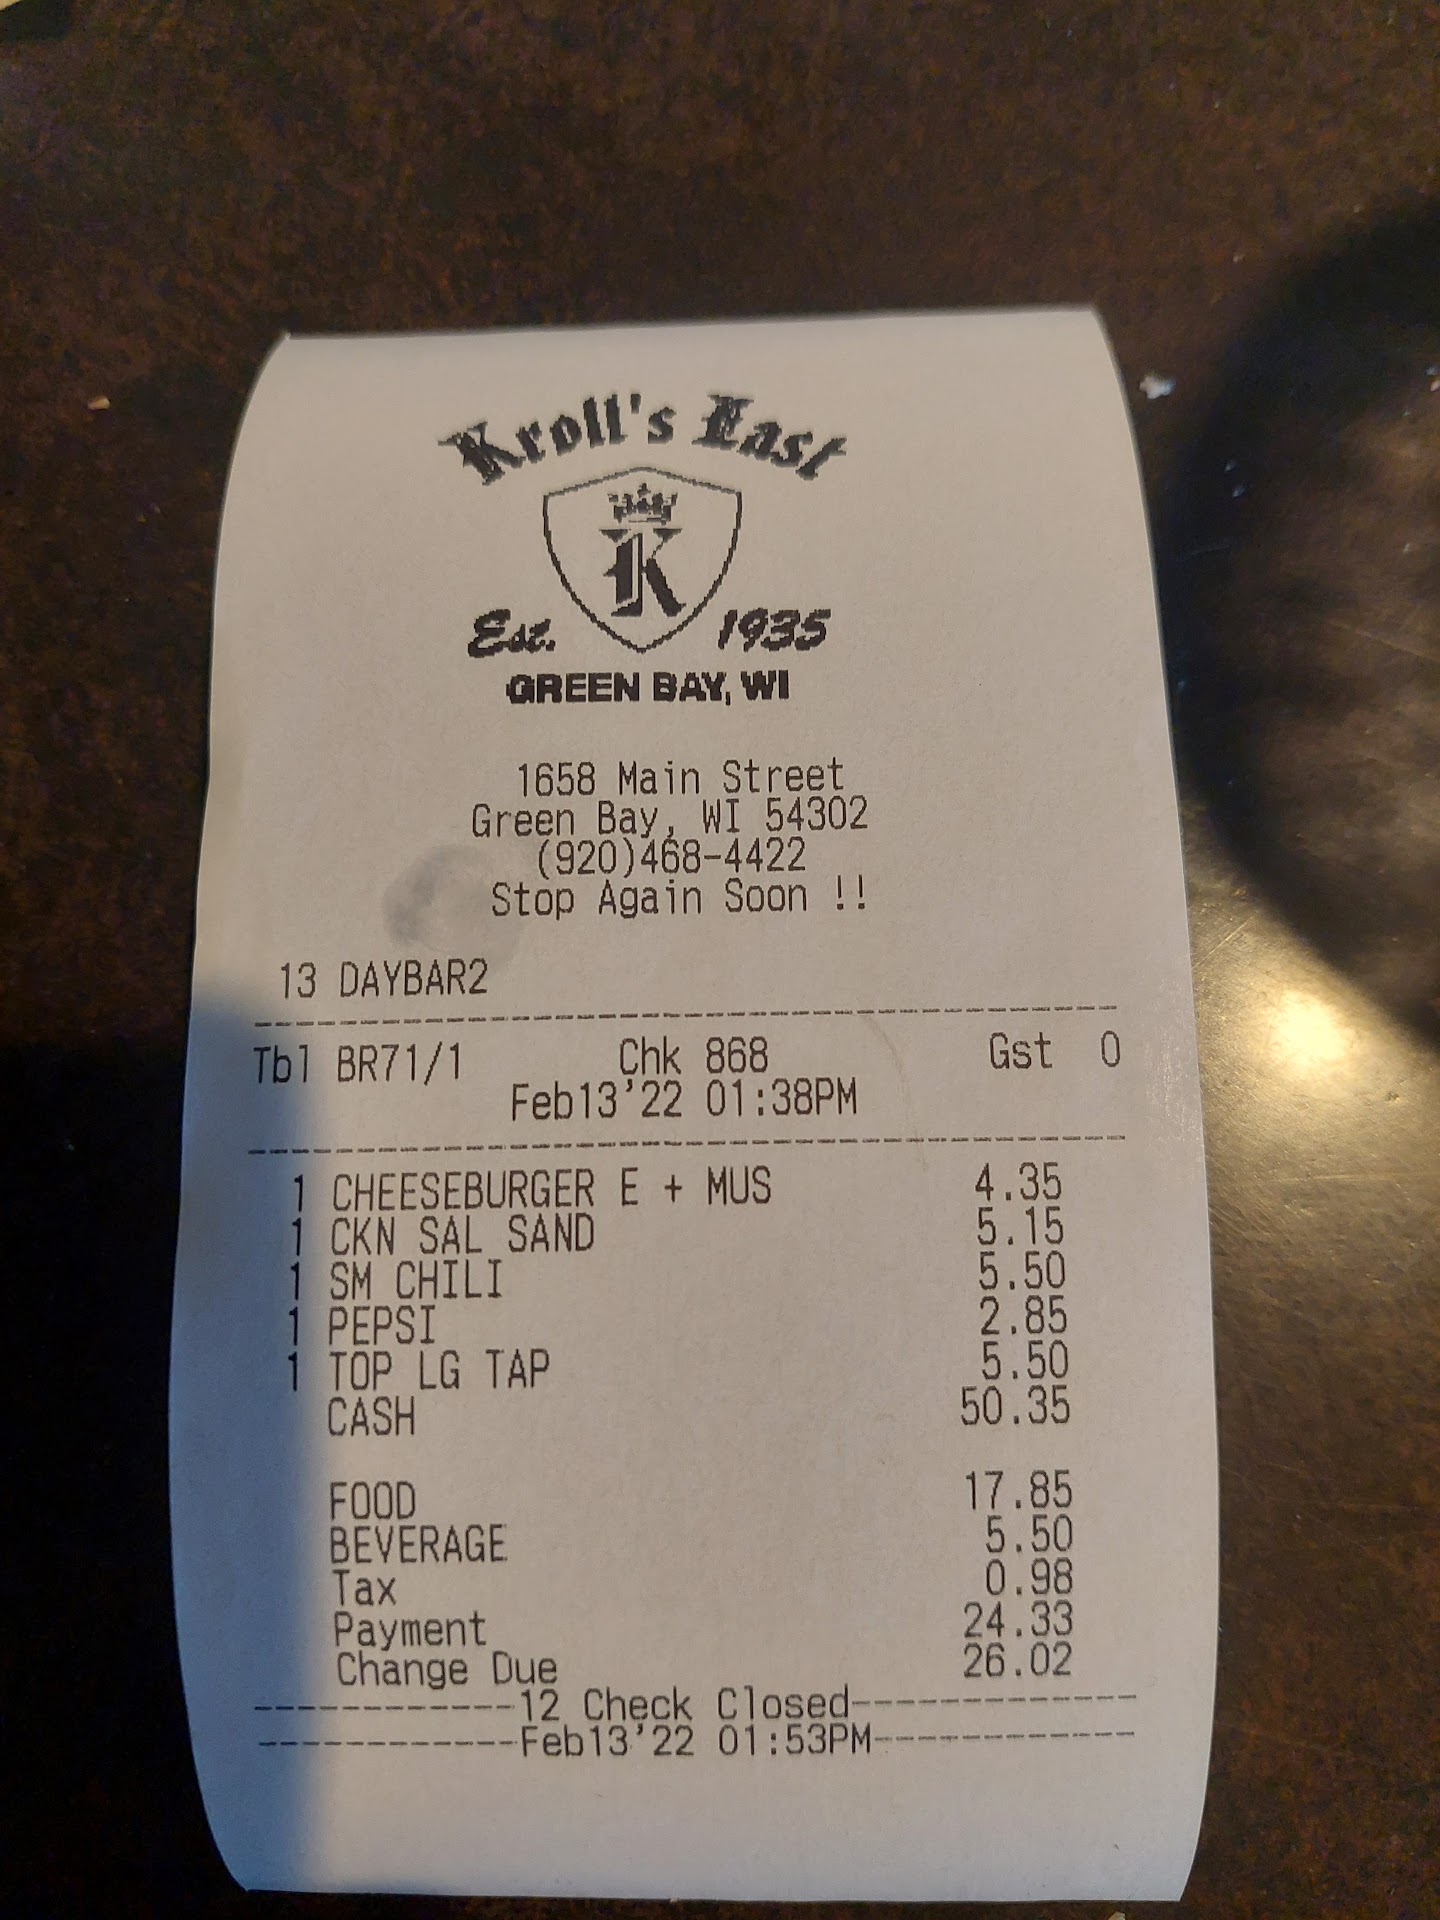 Kroll's East
K
Est. 1935
GREEN BAY, WI
1658 Main Street
Green Bay, WI 54302
(920)468-4422
Stop Again Soon !!
13 DAYBAR2
Tbl BR71/1 Chk 868 Gst 0
Feb13'22 01:38PM
1 CHEESEBURGER E + MUS 4.35
1 CKN SAL SAND 5.15
1 SM CHILI 5.50
1 PEPSI 2.85
1 TOP LG TAP 5.50
CASH 50.35
FOOD 17.85
BEVERAGE 5.50
Tax 0.98
Payment 24.33
Change Due 26.02
------------12 Check Closed-------------
------------Feb13'22 01:53PM------------